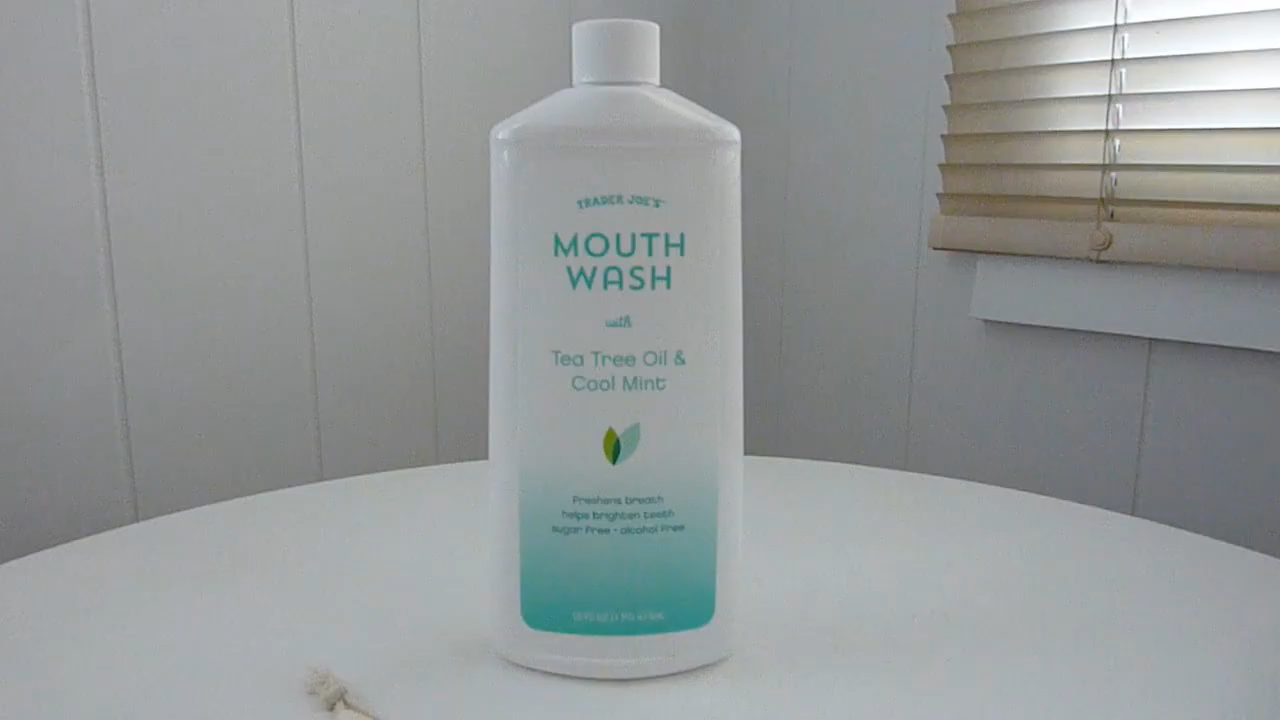 TRADER JOE'S
MOUTH
WASH
with
Tea Tree Oil &
Cool Mint
Freshens breath
helps brighten teeth
sugar free - alcohol free